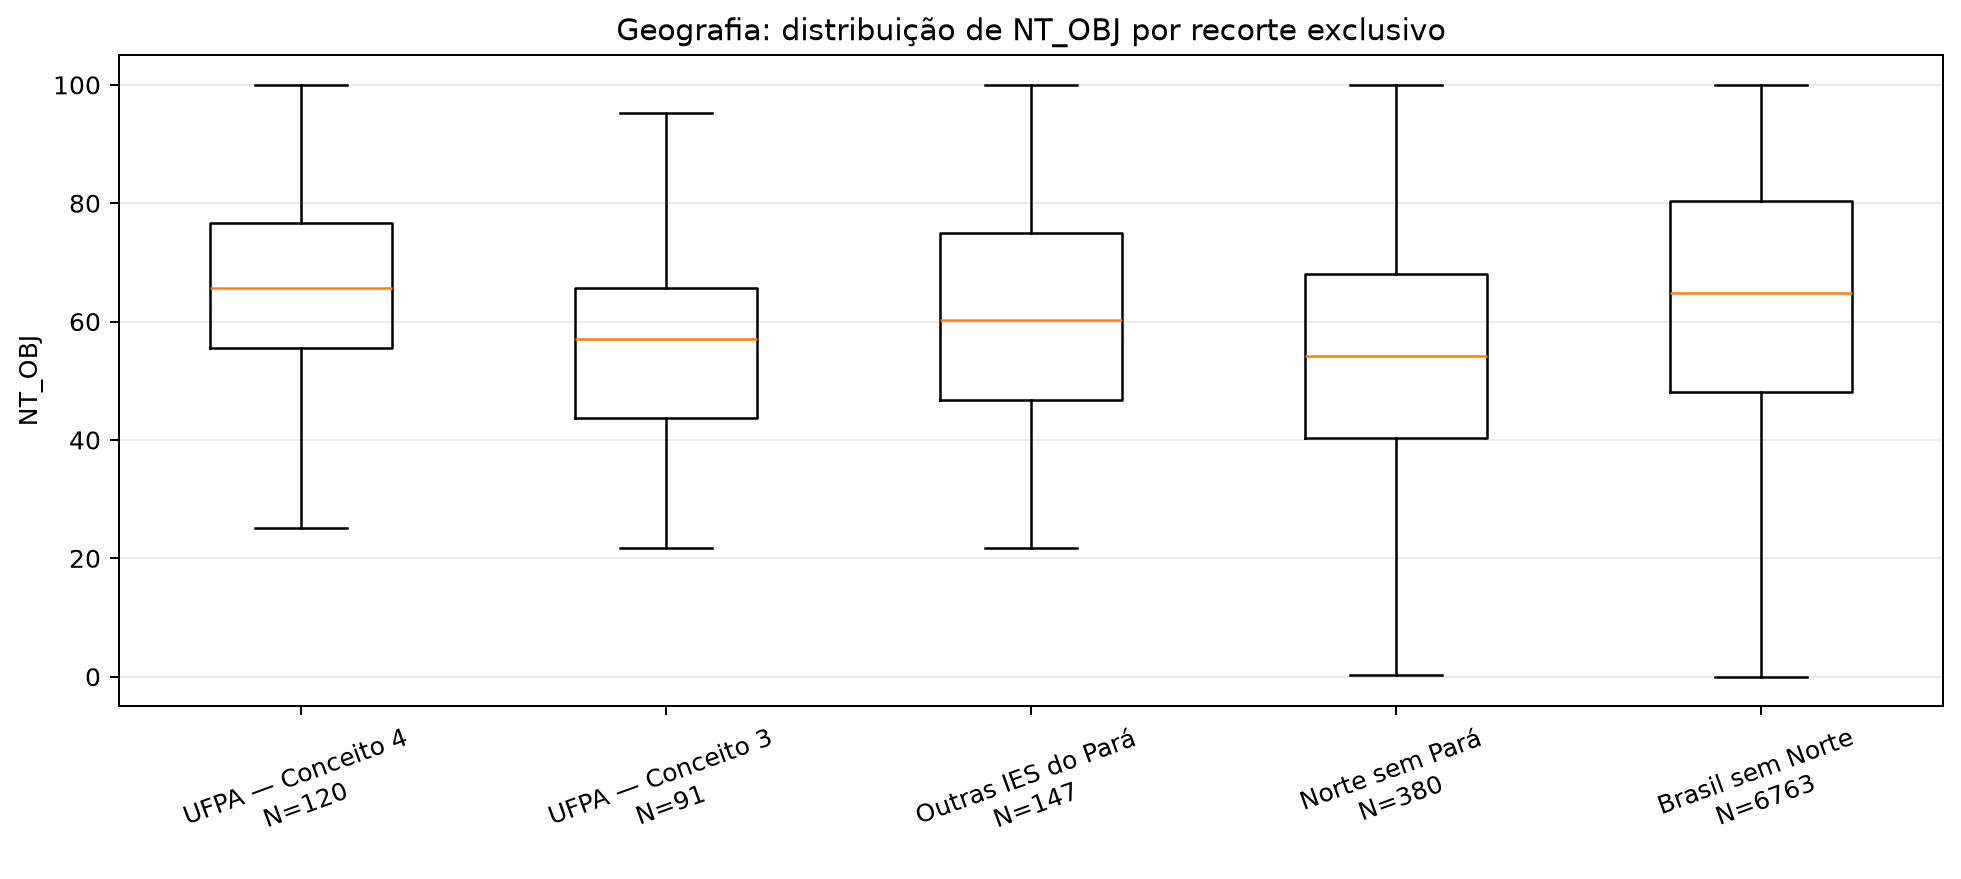 Geografia: distribuição de NT_OBJ por recorte exclusivo
NT_OBJ
100
80
60
40
20
0
UFPA — Conceito 4
N=120
UFPA — Conceito 3
N=91
Outras IES do Pará
N=147
Norte sem Pará
N=380
Brasil sem Norte
N=6763